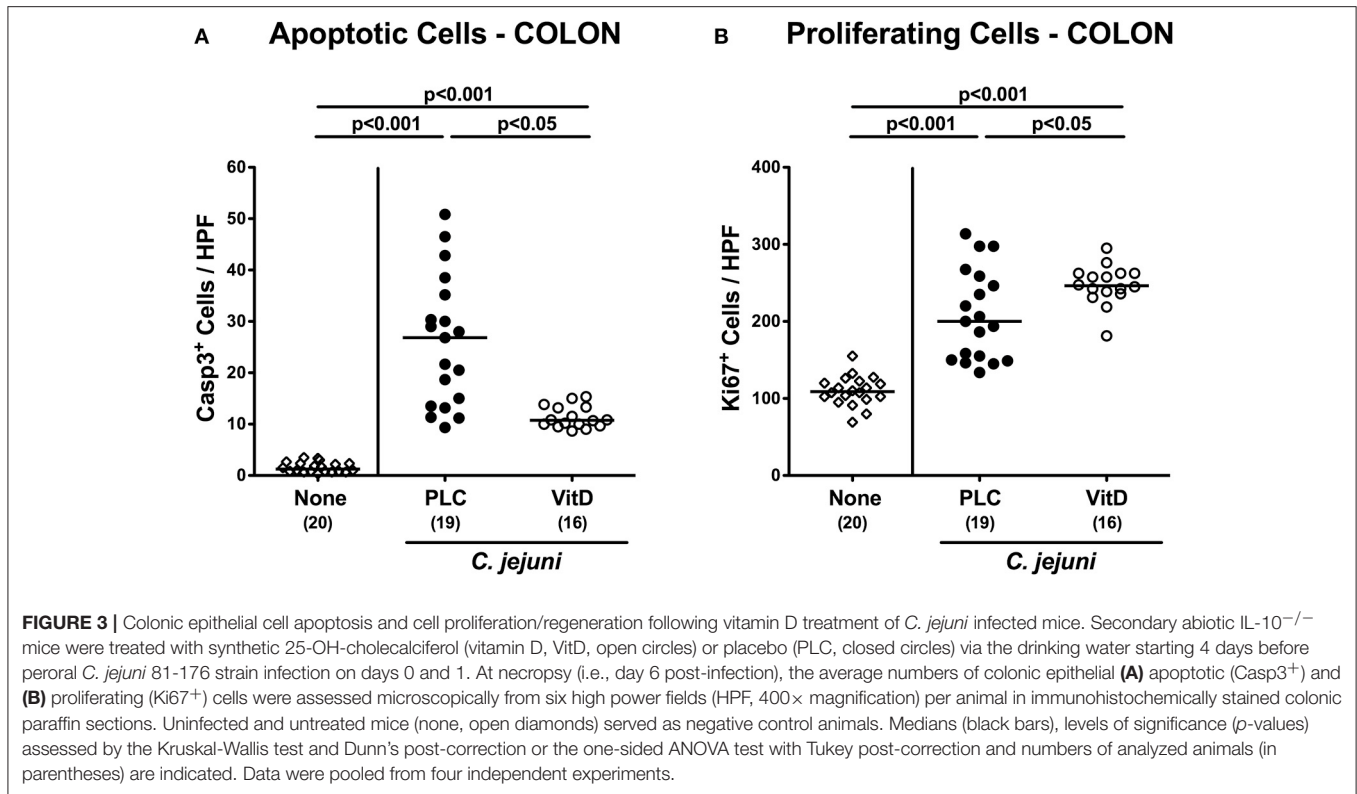 A Apoptotic Cells - COLON
p<0.001
p<0.001 p<0.05
Casp3+ Cells / HPF
60
50
40
30
20
10
0
None PLC VitD
(20) (19) (16)
C. jejuni
B Proliferating Cells - COLON
p<0.001
p<0.001 p<0.05
Ki67+ Cells / HPF
400
300
200
100
0
None PLC VitD
(20) (19) (16)
C. jejuni
FIGURE 3 | Colonic epithelial cell apoptosis and cell proliferation/regeneration following vitamin D treatment of C. jejuni infected mice. Secondary abiotic IL-10−/−
mice were treated with synthetic 25-OH-cholecalciferol (vitamin D, VitD, open circles) or placebo (PLC, closed circles) via the drinking water starting 4 days before
peroral C. jejuni 81-176 strain infection on days 0 and 1. At necropsy (i.e., day 6 post-infection), the average numbers of colonic epithelial (A) apoptotic (Casp3+) and
(B) proliferating (Ki67+) cells were assessed microscopically from six high power fields (HPF, 400× magnification) per animal in immunohistochemically stained colonic
paraffin sections. Uninfected and untreated mice (none, open diamonds) served as negative control animals. Medians (black bars), levels of significance (p-values)
assessed by the Kruskal-Wallis test and Dunn's post-correction or the one-sided ANOVA test with Tukey post-correction and numbers of analyzed animals (in
parentheses) are indicated. Data were pooled from four independent experiments.